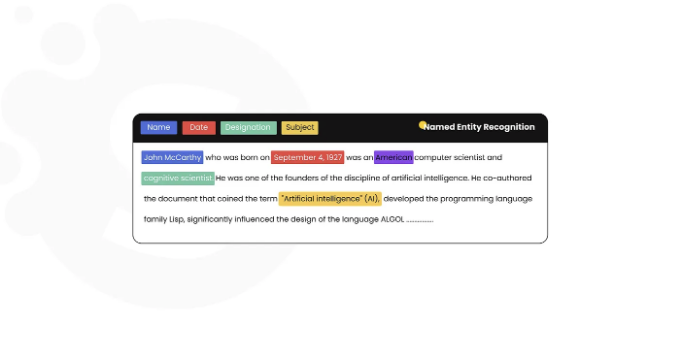 Name Date Designation Subject Named Entity Recognition
John McCarthy who was born on September 4, 1927 was an American computer scientist and
cognitive scientist He was one of the founders of the discipline of artificial intelligence. He co-authored
the document that coined the term "Artificial intelligence" (AI), developed the programming language
family Lisp, significantly influenced the design of the language ALGOL ...............